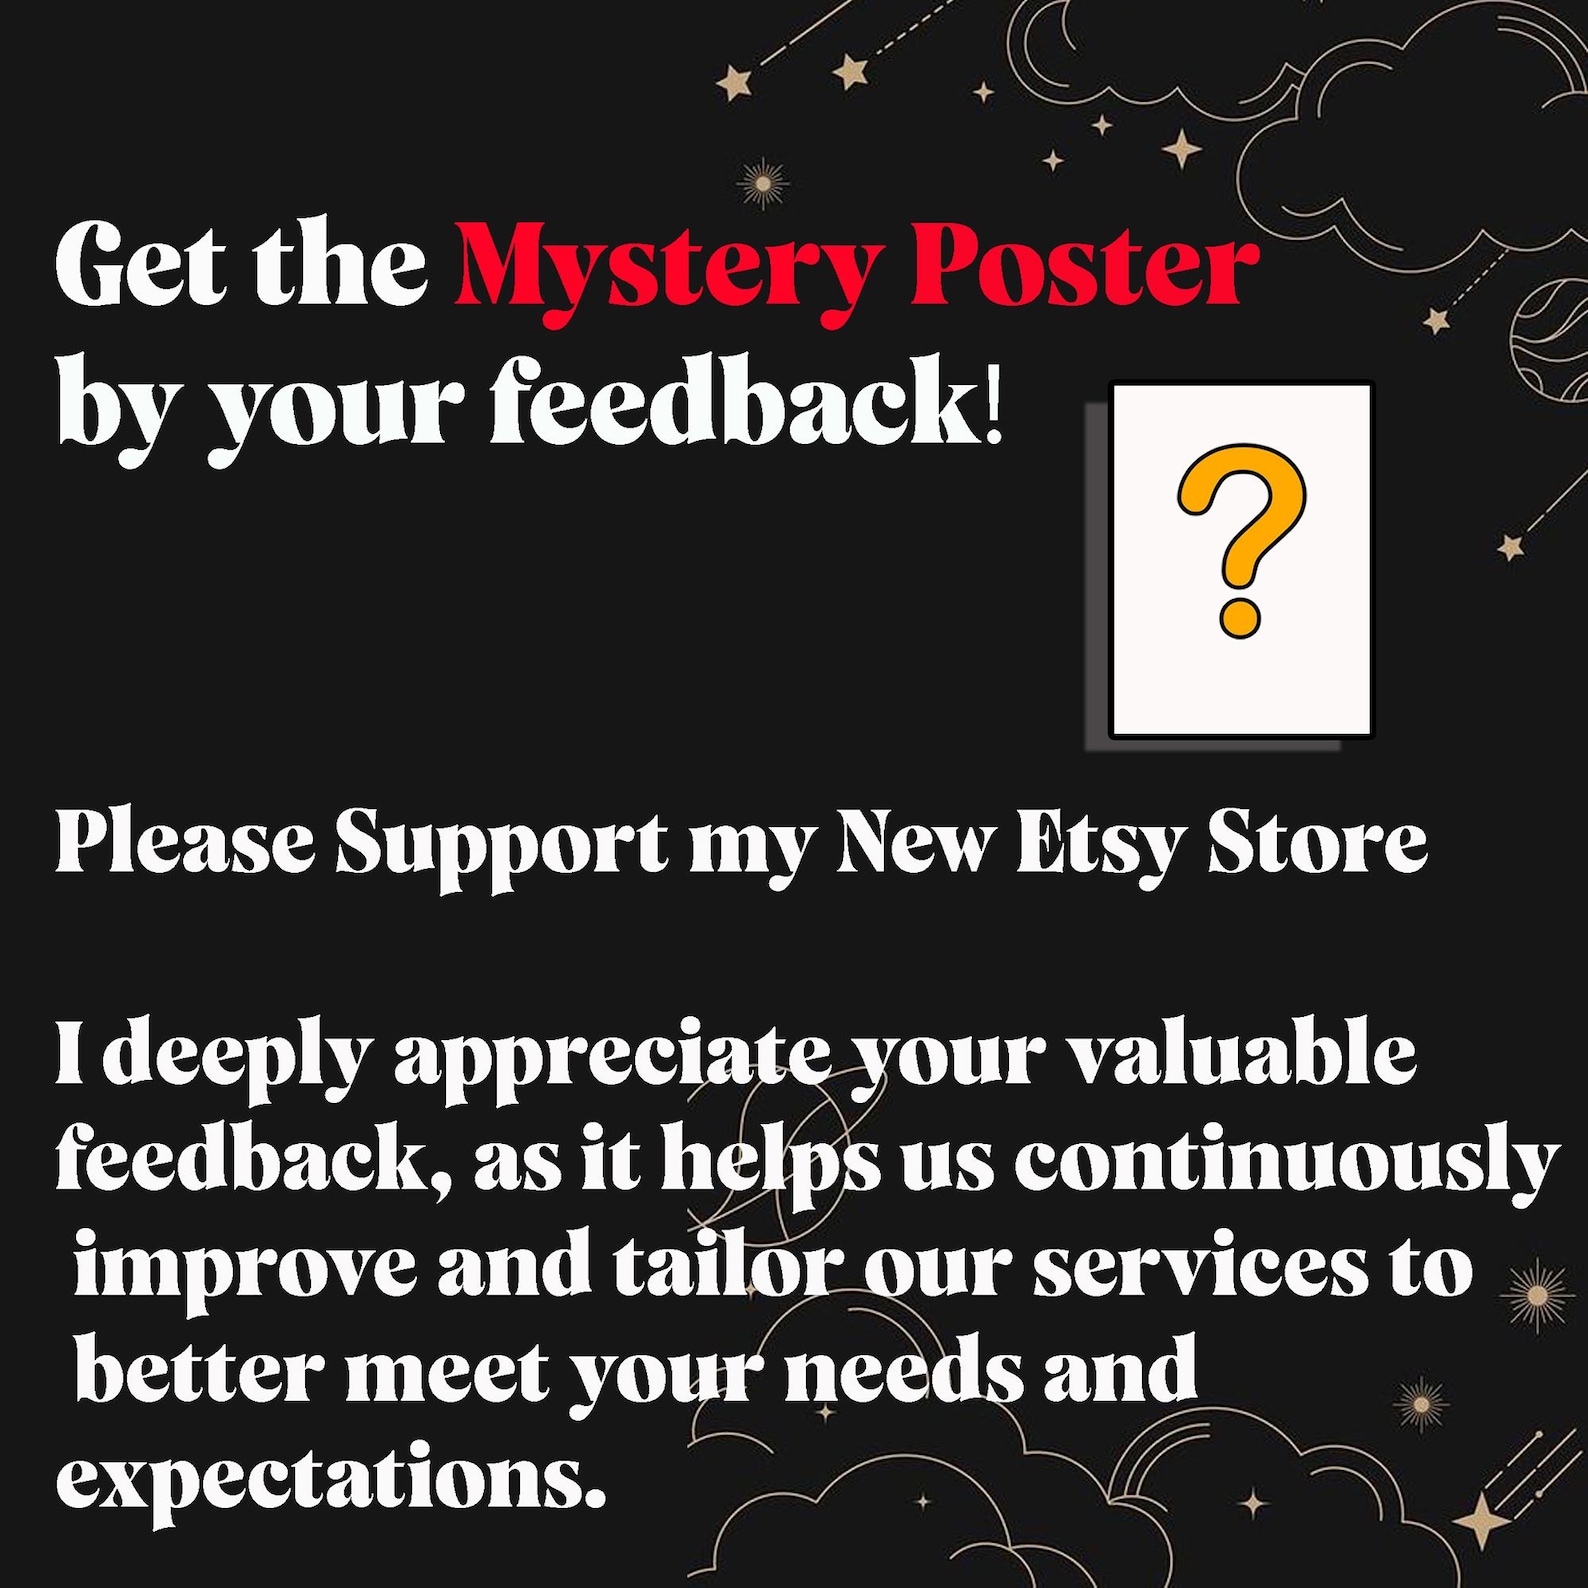 Get the Mystery Poster
by your feedback!
?
Please Support my New Etsy Store
I deeply appreciate your valuable
feedback, as it helps us continuously
improve and tailor our services to
better meet your needs and
expectations.